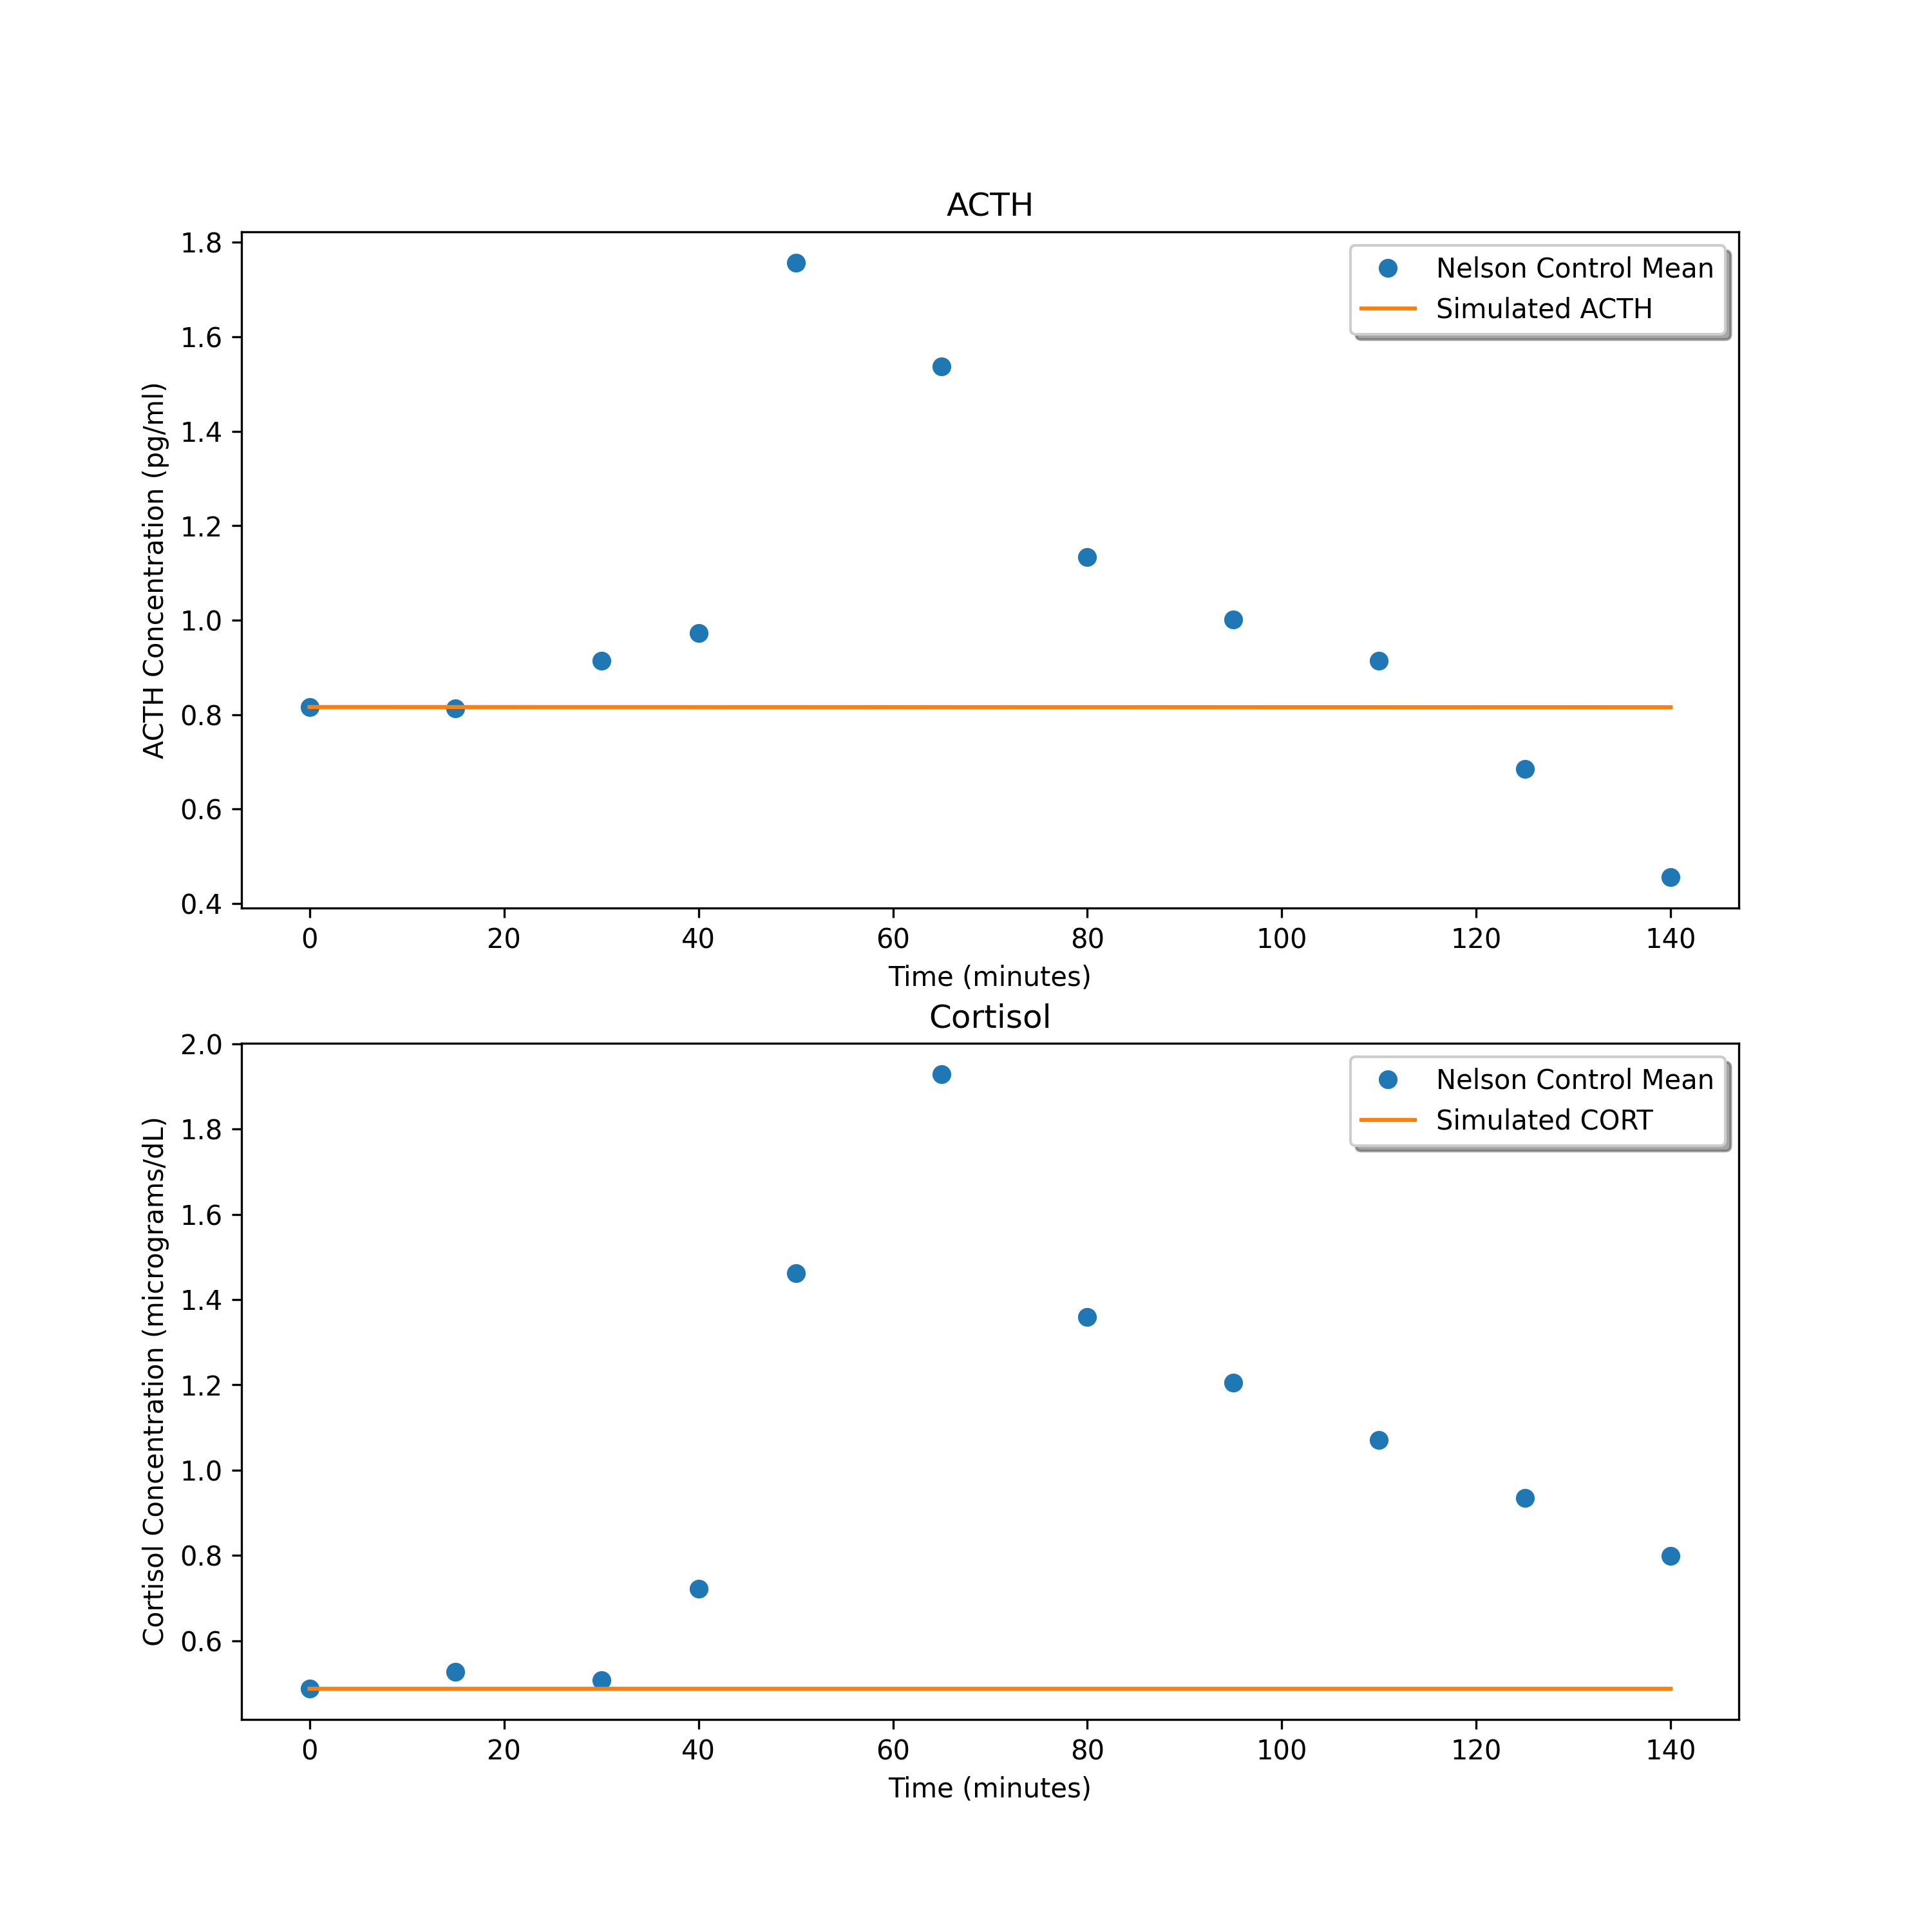 ACTH
1.8
1.6
1.4
1.2
1.0
0.8
0.6
0.4
ACTH Concentration (pg/ml)
Nelson Control Mean
Simulated ACTH
0 20 40 60 80 100 120 140
Time (minutes)
Cortisol
2.0
1.8
1.6
1.4
1.2
1.0
0.8
0.6
Cortisol Concentration (micrograms/dL)
Nelson Control Mean
Simulated CORT
0 20 40 60 80 100 120 140
Time (minutes)